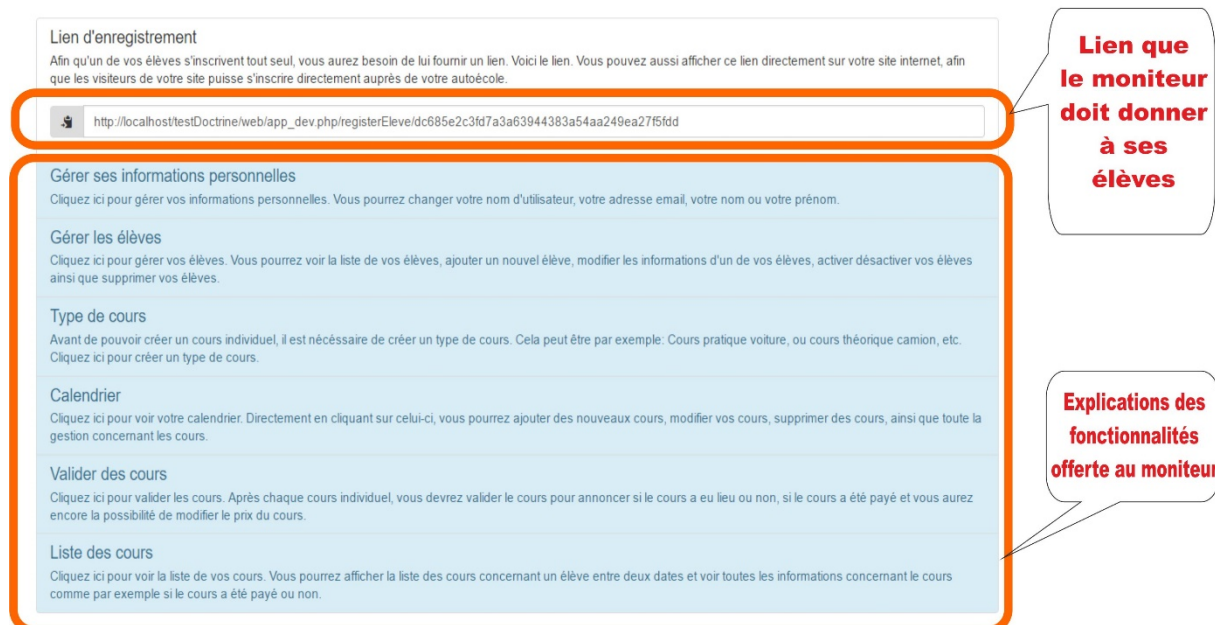 Lien d'enregistrement
Afin qu'un de vos élèves s'inscrivent tout seul, vous aurez besoin de lui fournir un lien. Voici le lien. Vous pouvez aussi afficher ce lien directement sur votre site internet, afin
que les visiteurs de votre site puisse s'inscrire directement auprès de votre autoécole.
http://localhost/testDoctrine/web/app_dev.php/registerEleve/dc685e2c3fd7a3a63944383a54aa249ea27f5fdd
Gérer ses informations personnelles
Cliquez ici pour gérer vos informations personnelles. Vous pourrez changer votre nom d'utilisateur, votre adresse email, votre nom ou votre prénom.
Gérer les élèves
Cliquez ici pour gérer vos élèves. Vous pourrez voir la liste de vos élèves, ajouter un nouvel élève, modifier les informations d'un de vos élèves, activer désactiver vos élèves
ainsi que supprimer vos élèves.
Type de cours
Avant de pouvoir créer un cours individuel, il est nécèssaire de créer un type de cours. Cela peut être par exemple: Cours pratique voiture, ou cours théorique camion, etc.
Cliquez ici pour créer un type de cours.
Calendrier
Cliquez ici pour voir votre calendrier. Directement en cliquant sur celui-ci, vous pourrez ajouter des nouveaux cours, modifier vos cours, supprimer des cours, ainsi que toute la
gestion concernant les cours.
Valider des cours
Cliquez ici pour valider les cours. Après chaque cours individuel, vous devrez valider le cours pour annoncer si le cours a eu lieu ou non, si le cours a été payé et vous aurez
encore la possibilité de modifier le prix du cours.
Liste des cours
Cliquez ici pour voir la liste de vos cours. Vous pourrez afficher la liste des cours concernant un élève entre deux dates et voir toutes les informations concernant le cours
comme par exemple si le cours a été payé ou non.
Lien que
le moniteur
doit donner
à ses
élèves
Explications des
fonctionnalités
offerte au moniteur